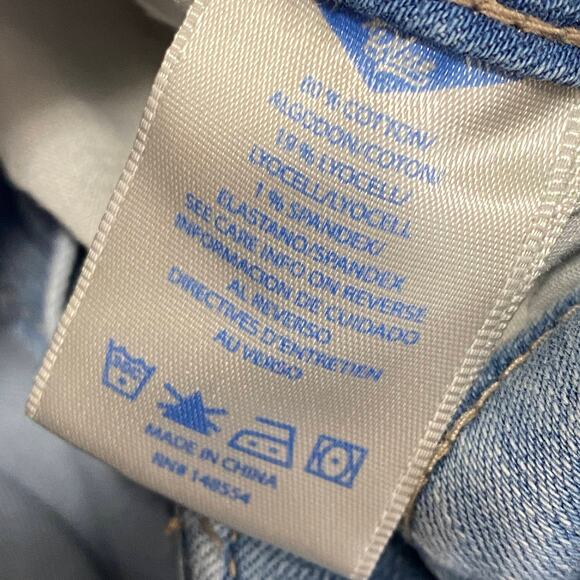 80% COTTON/
ALGODON/COTON/
19% LYOCELL/
LYOCELL/LYOCELL
1% SPANDEX/
ELASTANO/SPANDEX
SEE CARE INFO ON REVERSE
INFORMACION DE CUIDADO
AL REVERSO
DIRECTIVES D'ENTRETIEN
AU VERSO
MADE IN CHINA
RN# 148554